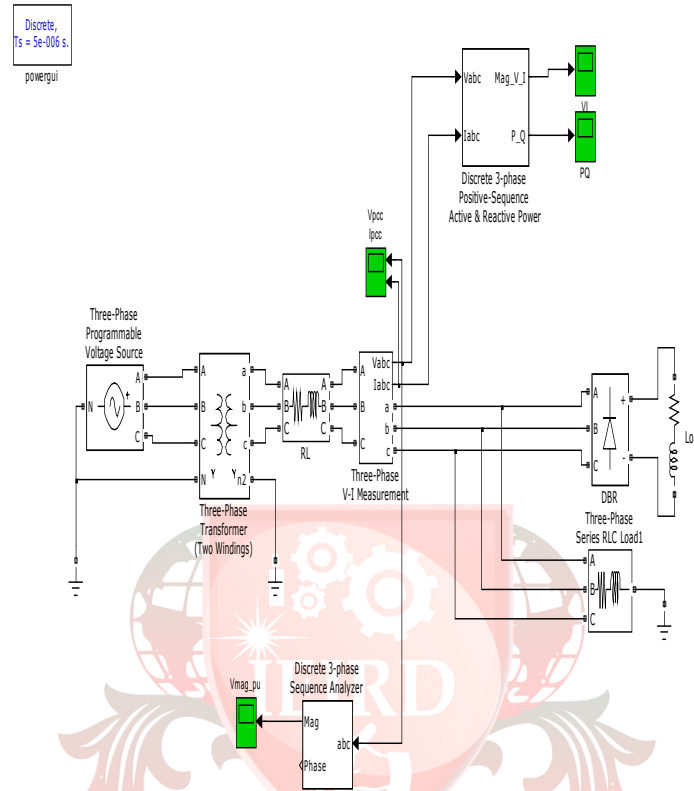 Discrete,
Ts = 5e-006 s.
powergui
Vabc
Mag_V_I
Iabc
P_Q
VI
PQ
Discrete 3-phase
Positive-Sequence
Active & Reactive Power
Vpcc
Ipcc
Three-Phase
Programmable
Voltage Source
N
A
B
C
A
B
C
N
a
b
c
n2
Y
Y
Three-Phase
Transformer
(Two Windings)
A
B
C
A
B
C
RL
A
B
C
Vabc
Iabc
a
b
c
Three-Phase
V-I Measurement
A
B
C
+
-
DBR
Lo
Three-Phase
Series RLC Load1
A
B
C
Discrete 3-phase
Sequence Analyzer
Vmag_pu
Mag
abc
Phase